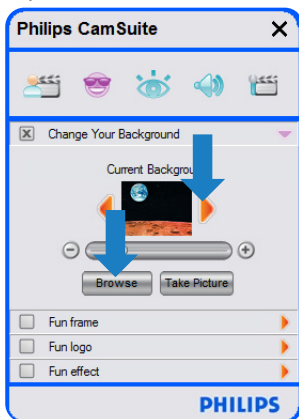 Philips CamSuite
Change Your Background
Current Backgrou
Browse Take Picture
Fun frame
Fun logo
Fun effect
PHILIPS